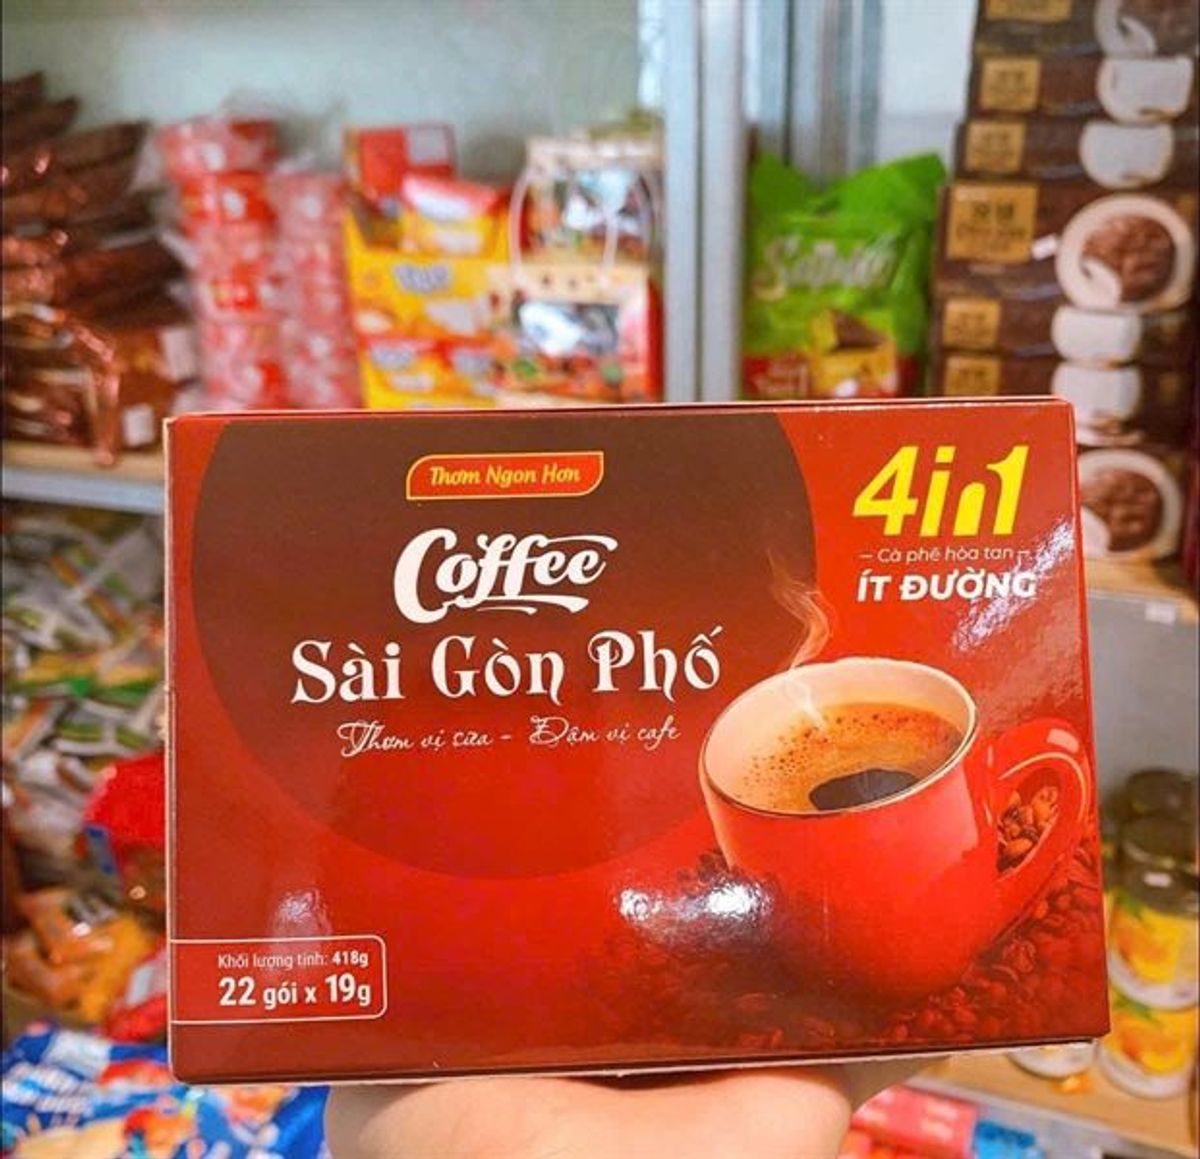 Thơm Ngon Hơn
Coffee
Sài Gòn Phố
Thơm vị sữa - Đậm vị cafe
4in1
Cà phê hòa tan
ÍT ĐƯỜNG
Khối lượng tịnh: 418g
22 gói x 19g